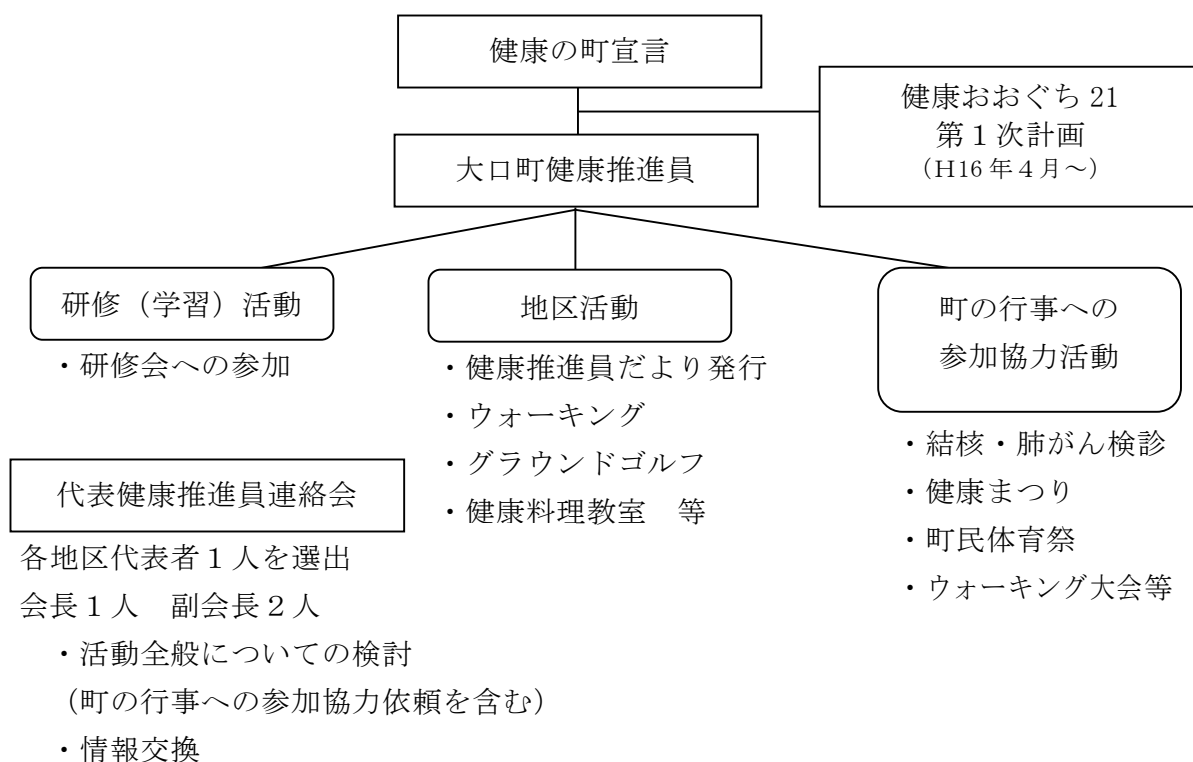 健康の町宣言
健康おおぐち 21
第１次計画
（H16 年４月～）
大口町健康推進員
研修（学習）活動
・研修会への参加
地区活動
・健康推進員だより発行
・ウォーキング
・グラウンドゴルフ
・健康料理教室　等
町の行事への
参加協力活動
・結核・肺がん検診
・健康まつり
・町民体育祭
・ウォーキング大会等
代表健康推進員連絡会
各地区代表者１人を選出
会長１人　副会長２人
・活動全般についての検討
（町の行事への参加協力依頼を含む）
・情報交換